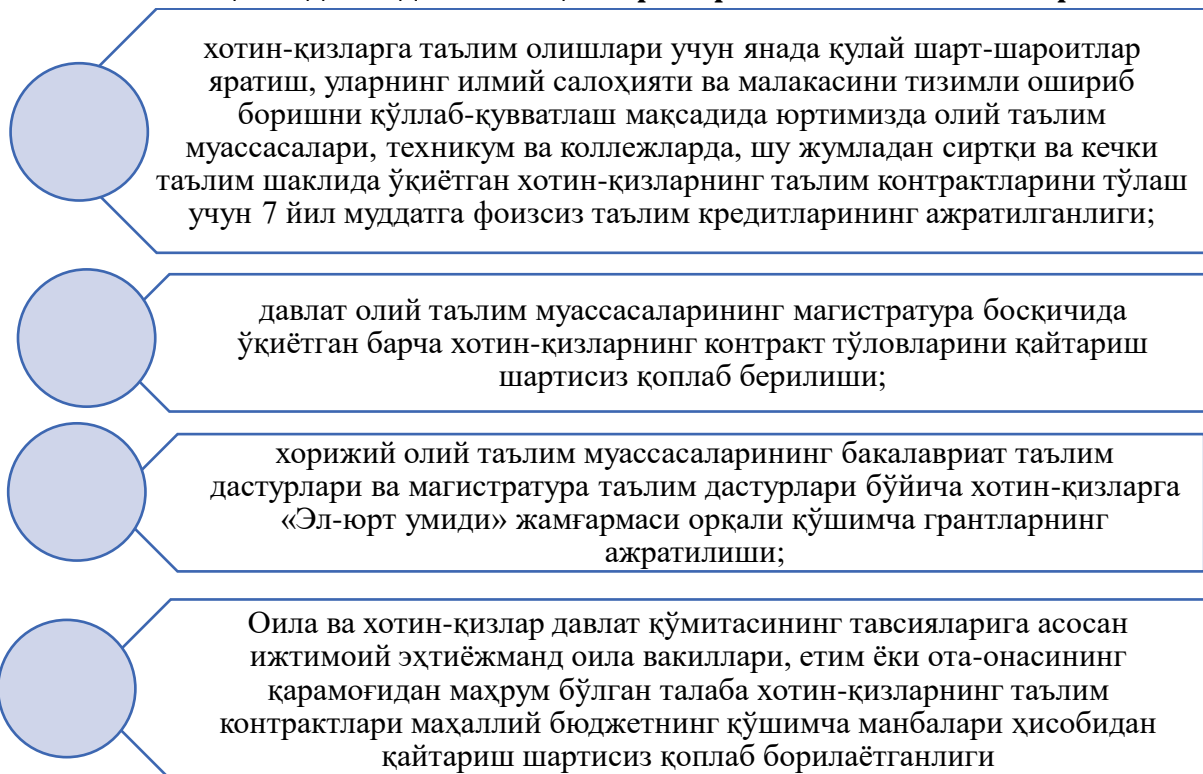 хотин-қизларга таълим олишлари учун янада қулай шарт-шароитлар
яратиш, уларнинг илмий салоҳияти ва малакасини тизимли ошириб
боришни қўллаб-қувватлаш мақсадида юртимизда олий таълим
муассасалари, техникум ва коллежларда, шу жумладан сиртқи ва кечки
таълим шаклида ўқиётган хотин-қизларнинг таълим контрактларини тўлаш
учун 7 йил муддатга фоизсиз таълим кредитларининг ажратилганлиги;
давлат олий таълим муассасаларининг магистратура босқичида
ўқиётган барча хотин-қизларнинг контракт тўловларини қайтариш
шартисиз қоплаб берилиши;
хорижий олий таълим муассасаларининг бакалавриат таълим
дастурлари ва магистратура таълим дастурлари бўйича хотин-қизларга
«Эл-юрт умиди» жамғармаси орқали қўшимча грантларнинг
ажратилиши;
Оила ва хотин-қизлар давлат қўмитасининг тавсияларига асосан
ижтимоий эҳтиёжманд оила вакиллари, етим ёки ота-онасининг
қарамоғидан маҳрум бўлган талаба хотин-қизларнинг таълим
контрактлари маҳаллий бюджетнинг қўшимча манбалари ҳисобидан
қайтариш шартисиз қоплаб борилаётганлиги